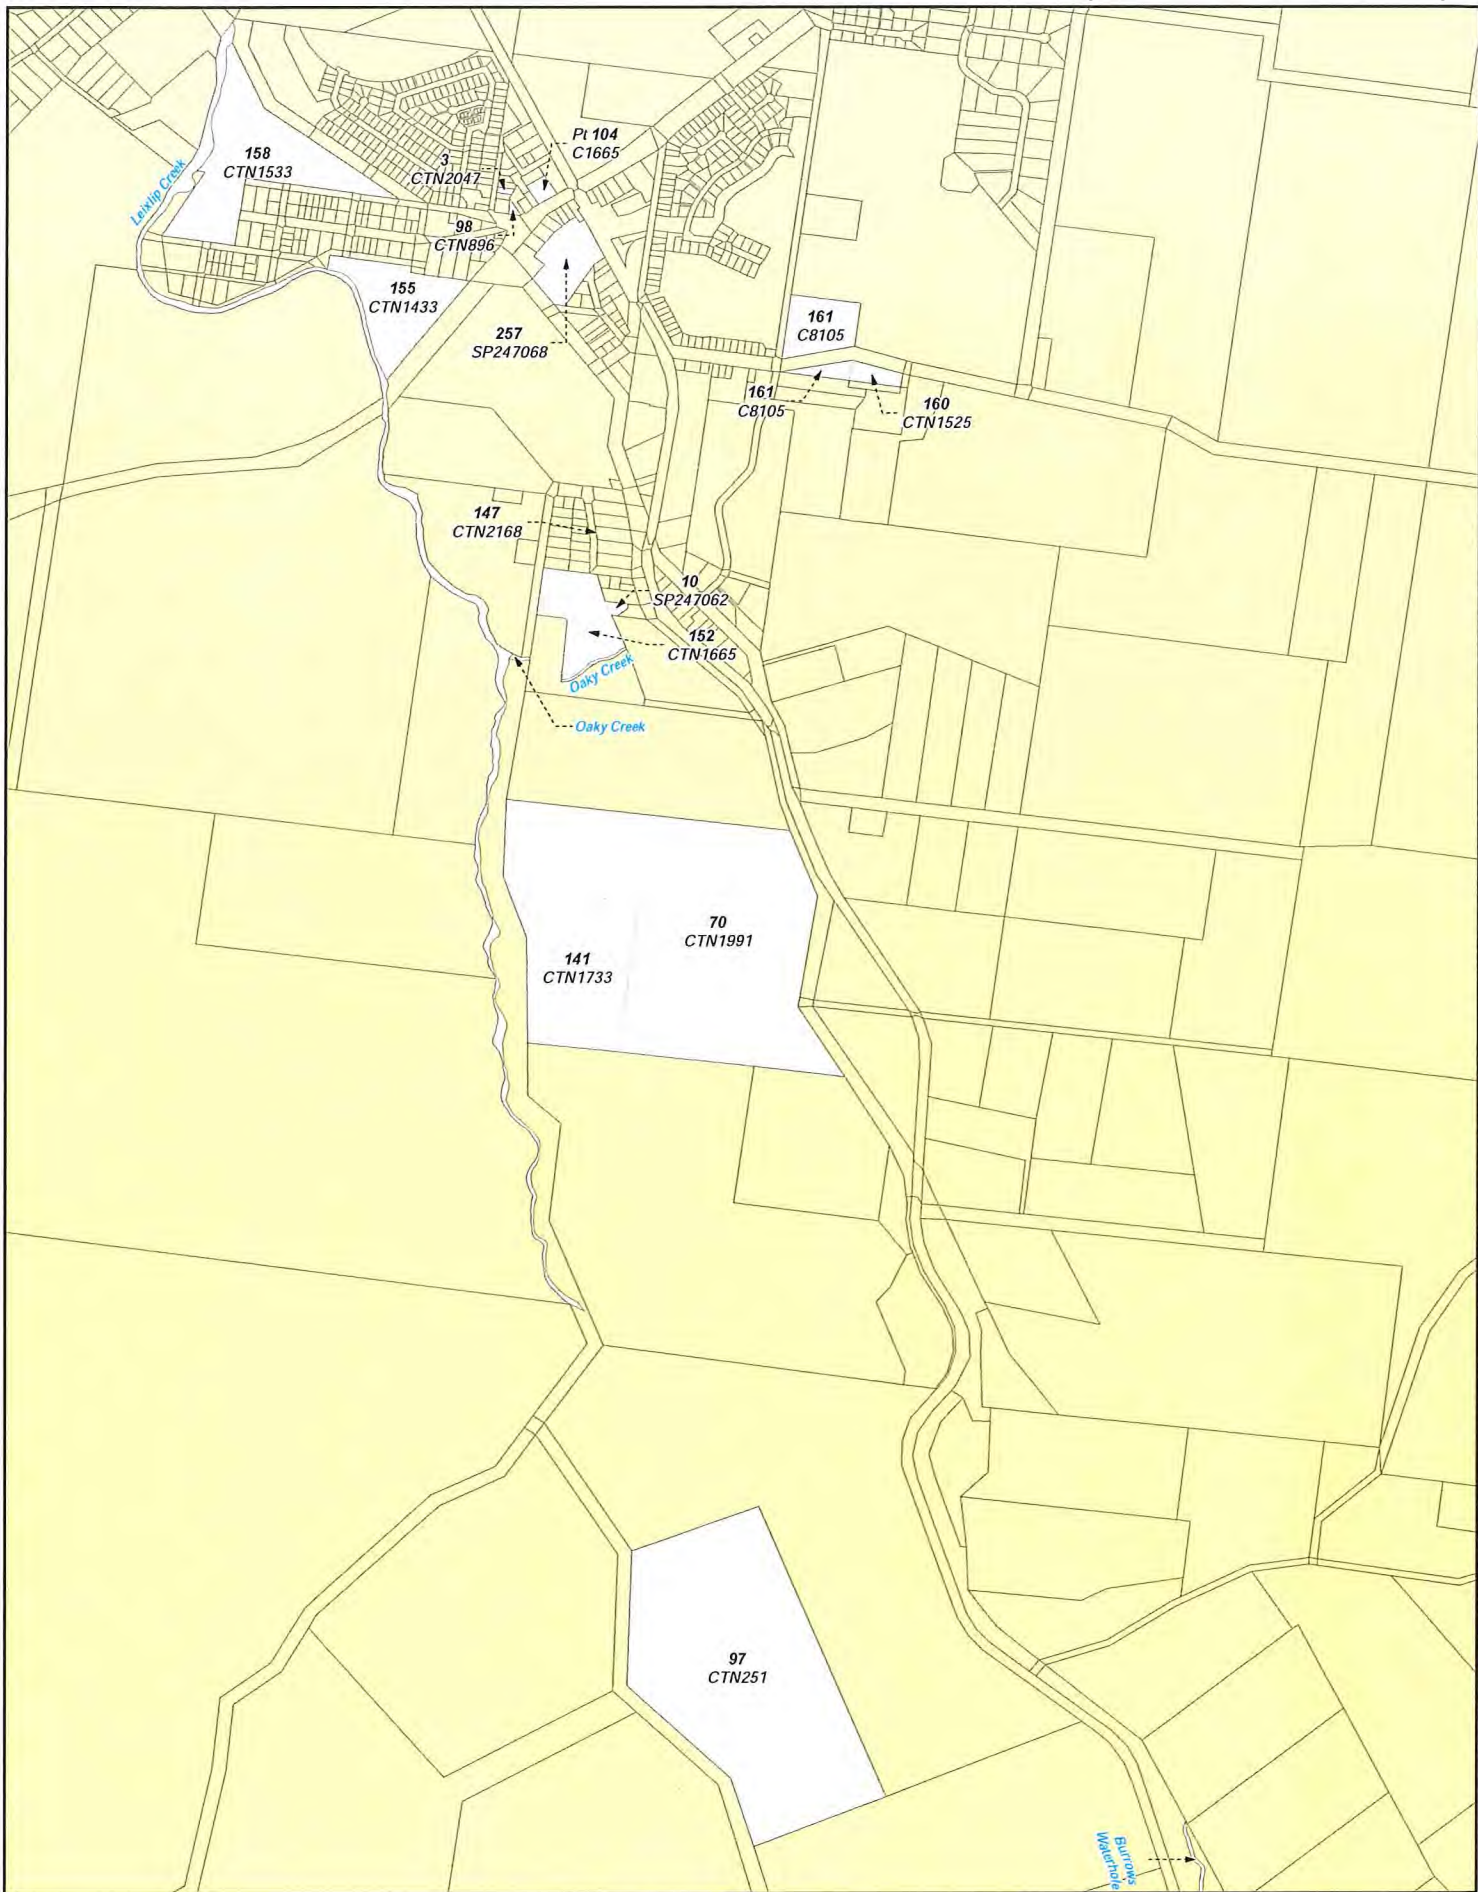 Pt 104
C1665
158
CTN1533
3
CTN2047
Leixlip Creek
98
CTN896
155
CTN1433
257
SP247068
161
C8105
161
C8105
160
CTN1525
147
CTN2168
10
SP247062
152
CTN1665
Oaky Creek
Oaky Creek
70
CTN1991
141
CTN1733
97
CTN251
Burrows
Waterhole